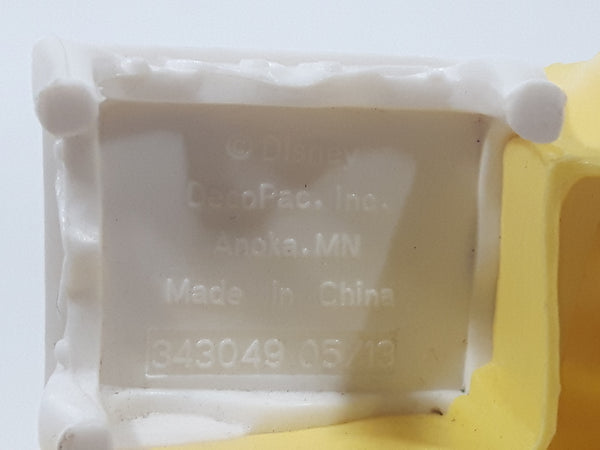 © Disney
DecoPac. Inc.
Anoka. MN
Made in China
343049 05/13